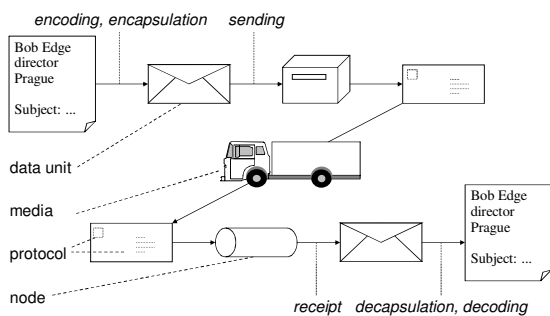 encoding, encapsulation
sending
Bob Edge
director
Prague
Subject: ...
data unit
media
protocol
node
Bob Edge
director
Prague
Subject: ...
receipt
decapsulation, decoding